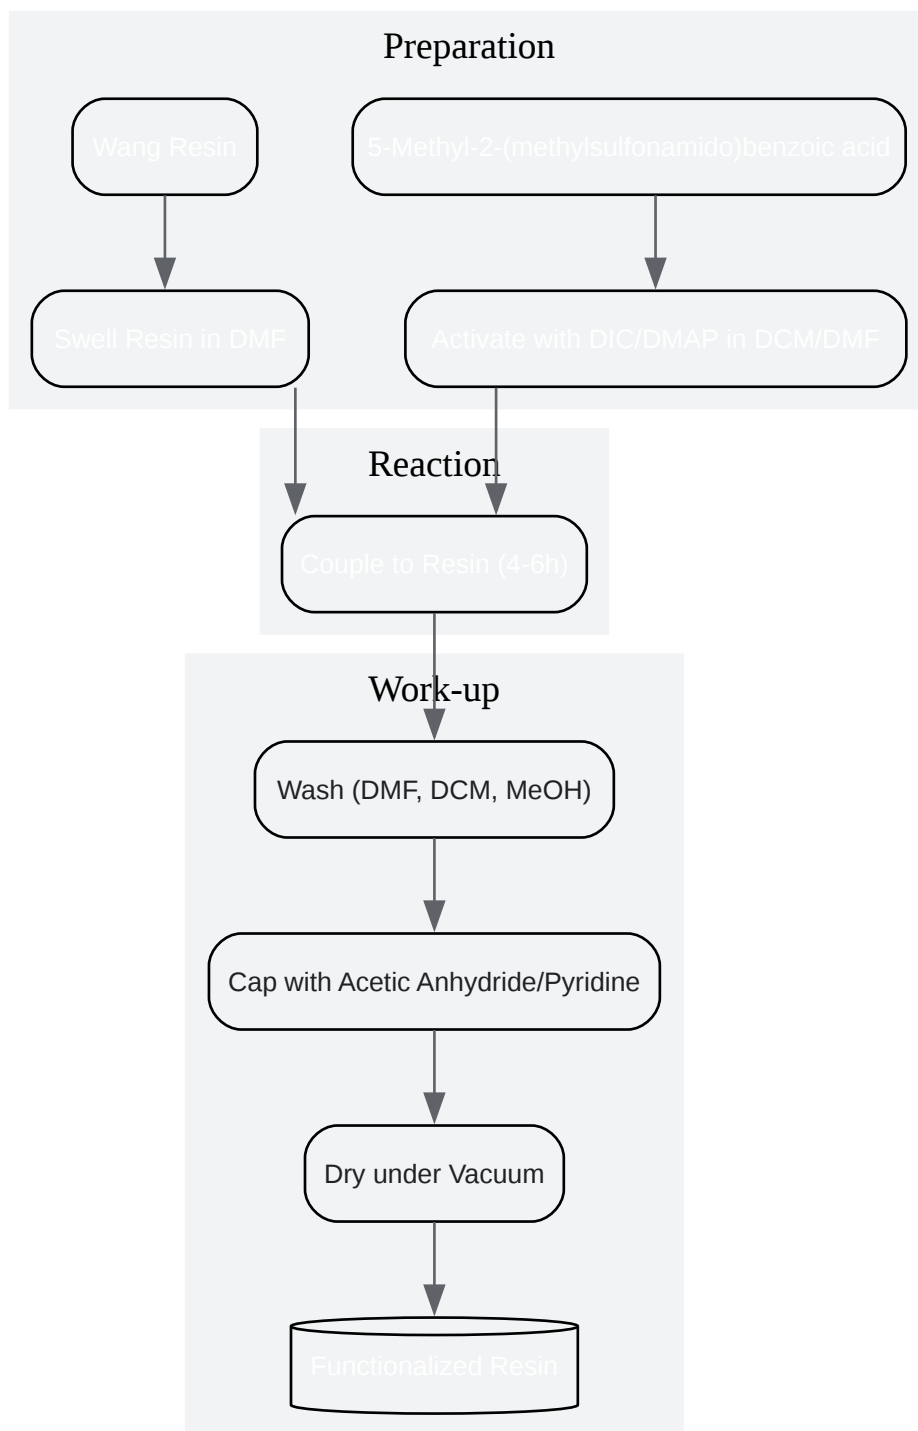 Preparation
Wang Resin
5-Methyl-2-(methylsulfonamido)benzoic acid
Swell Resin in DMF
Activate with DIC/DMAP in DCM/DMF
Reaction
Couple to Resin (4-6h)
Work-up
Wash (DMF, DCM, MeOH)
Cap with Acetic Anhydride/Pyridine
Dry under Vacuum
Functionalized Resin